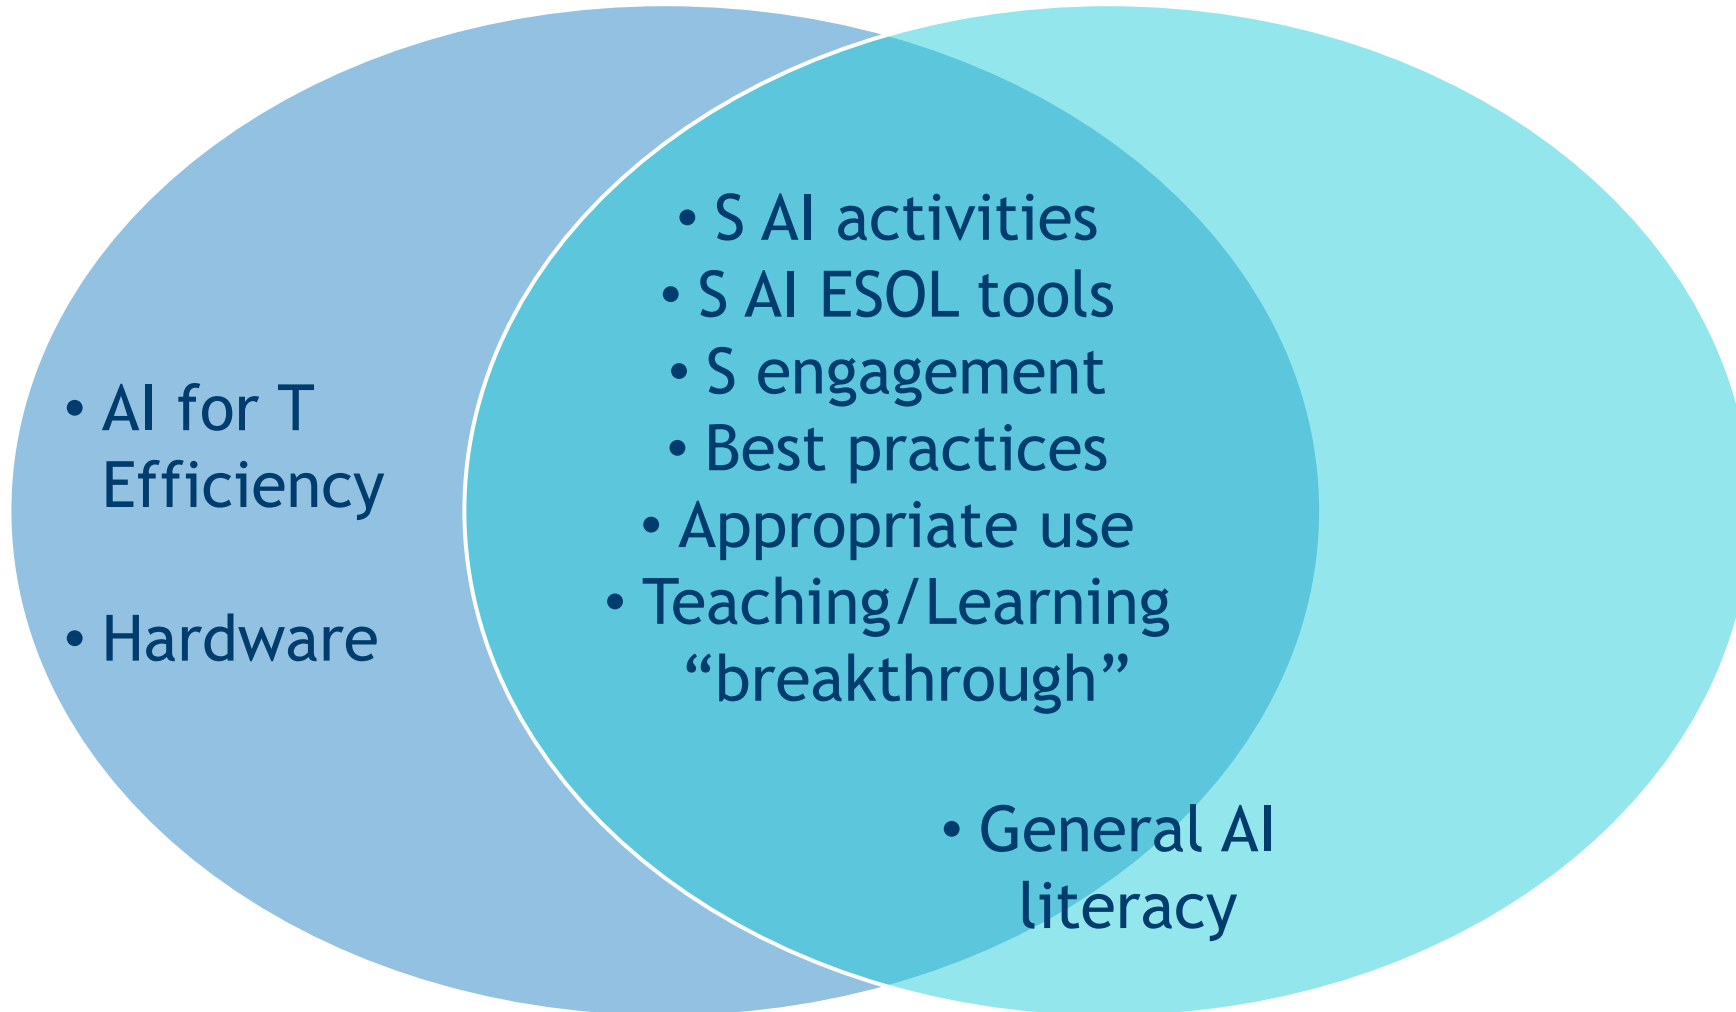 • AI for T
Efficiency
• Hardware
• S AI activities
• S AI ESOL tools
• S engagement
• Best practices
• Appropriate use
• Teaching/Learning
“breakthrough”
• General AI
literacy